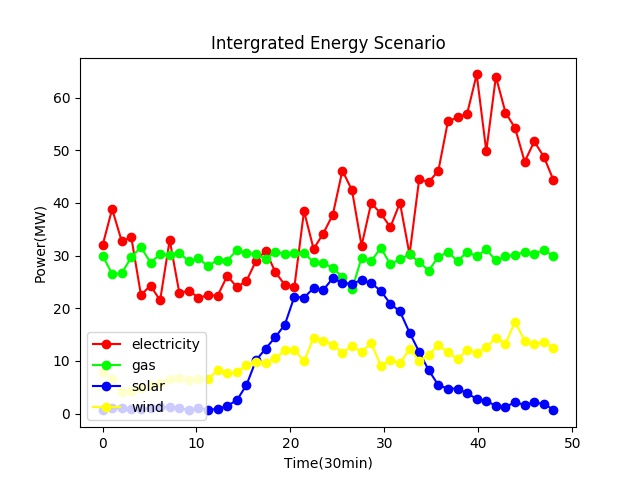 Intergrated Energy Scenario
Power(MW)
60
50
40
30
20
10
0
electricity
gas
solar
wind
0 10 20 30 40 50
Time(30min)